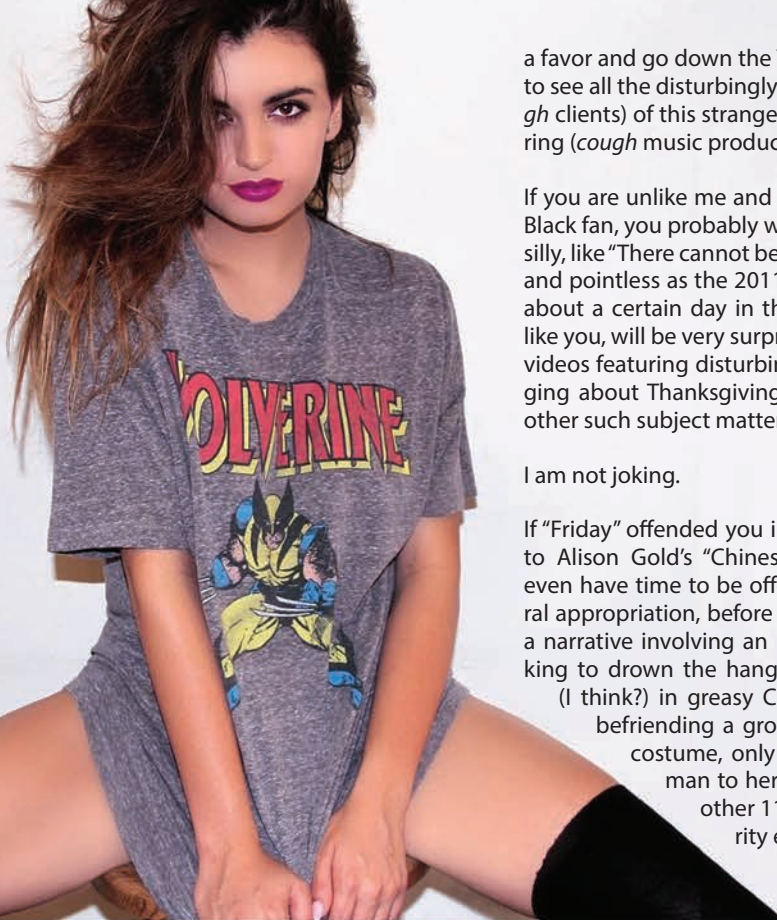 WOLVERINE
a favor and go down the
to see all the disturbingly
gh clients) of this strange
ring (cough music produc
If you are unlike me and
Black fan, you probably w
silly, like “There cannot be
and pointless as the 2011
about a certain day in th
like you, will be very surpr
videos featuring disturbin
ging about Thanksgiving
other such subject matter
I am not joking.
If “Friday” offended you i
to Alison Gold’s “Chines
even have time to be off
ral appropriation, before
a narrative involving an
king to drown the hang
(I think?) in greasy C
befriending a gro
costume, only
man to her
other 11
rity e